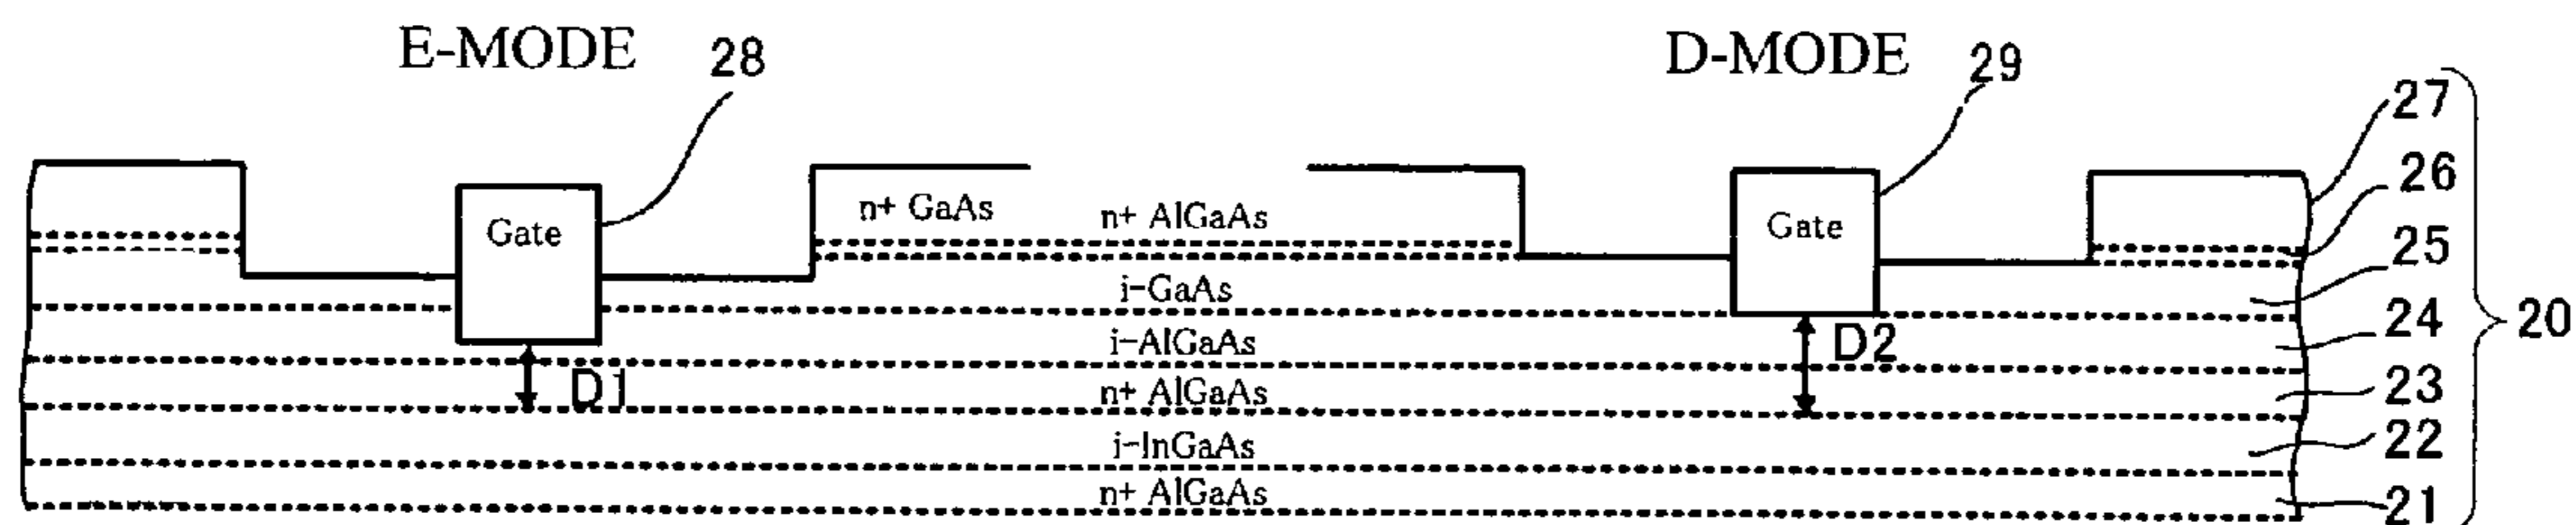 E-MODE 28 D-MODE 29
27
26
25
24
23
22
21
20
n+ GaAs n+ AlGaAs
Gate Gate
i-GaAs
i-AlGaAs
D1 D2
n+ AlGaAs
i-InGaAs
n+ AlGaAs